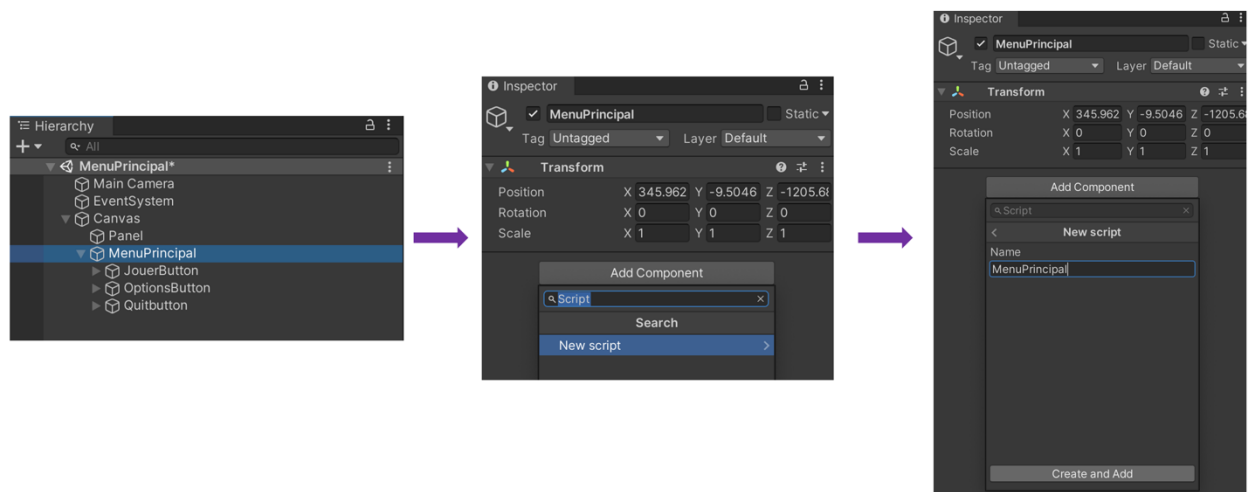 Hierarchy
All
MenuPrincipal*
Main Camera
EventSystem
Canvas
Panel
MenuPrincipal
JouerButton
OptionsButton
Quitbutton
Inspector
MenuPrincipal Static
Tag Untagged Layer Default
Transform
Position X 345.962 Y -9.5046 Z -1205.68
Rotation X 0 Y 0 Z 0
Scale X 1 Y 1 Z 1
Add Component
Script
Search
New script
Inspector
MenuPrincipal Static
Tag Untagged Layer Default
Transform
Position X 345.962 Y -9.5046 Z -1205.68
Rotation X 0 Y 0 Z 0
Scale X 1 Y 1 Z 1
Add Component
Script
New script
Name
MenuPrincipal
Create and Add